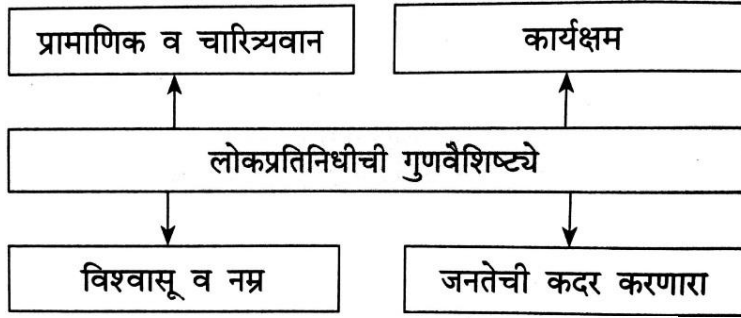 प्रामाणिक व चारित्र्यवान
कार्यक्षम
लोकप्रतिनिधीची गुणवैशिष्ट्ये
विश्वासू व नम्र
जनतेची कदर करणारा